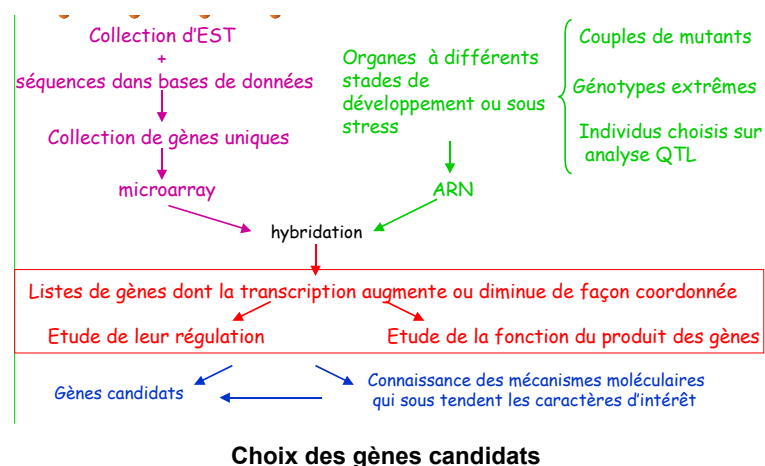 Collection d'EST
+
séquences dans bases de données
Collection de gènes uniques
microarray
Organes à différents
stades de
développement ou sous
stress
ARN
Couples de mutants
Génotypes extrêmes
Individus choisis sur
analyse QTL
hybridation
Listes de gènes dont la transcription augmente ou diminue de façon coordonnée
Etude de leur régulation
Etude de la fonction du produit des gènes
Gènes candidats
Connaissance des mécanismes moléculaires
qui sous tendent les caractères d'intérêt
Choix des gènes candidats